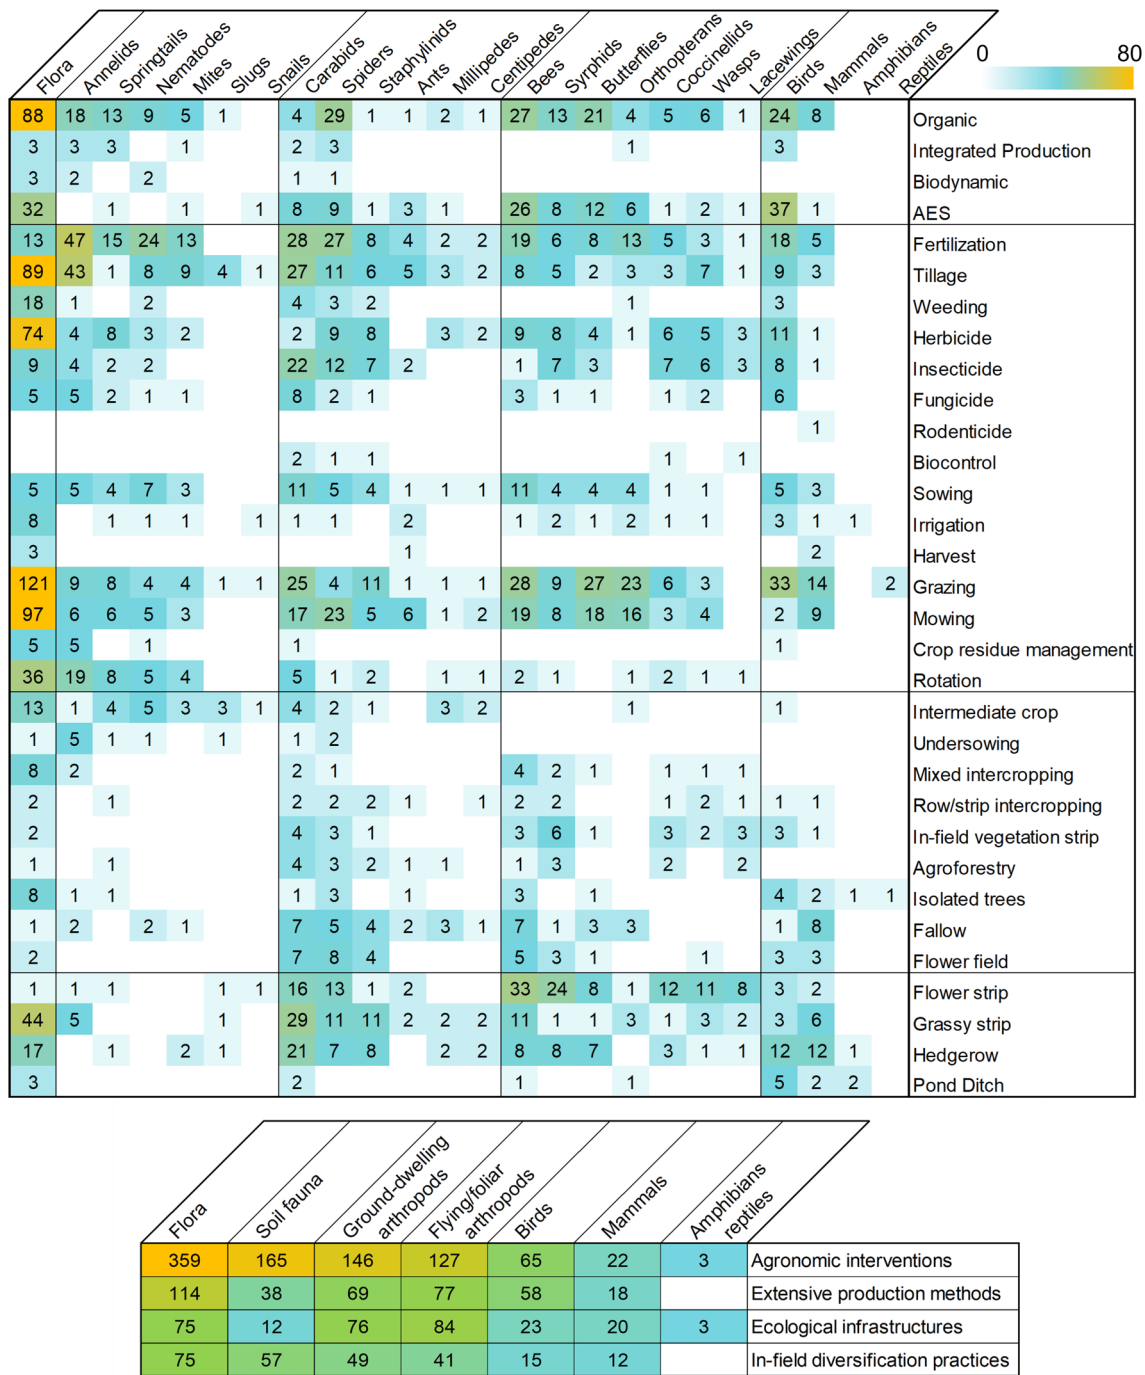 Flora Annelids Springtails Nematodes Mites Slugs Snails Carabids Spiders Staphylinids Ants Millipedes Centipedes Bees Syrphids Butterflies Orthopterans Coccinellids Wasps Lacewings Birds Mammals Amphibians Reptiles
0 80
88 18 13 9 5 1 4 29 1 1 2 1 27 13 21 4 5 6 1 24 8 Organic
3 3 3 1 2 3 1 3 Integrated Production
3 2 2 1 1 Biodynamic
32 1 1 1 8 9 1 3 1 26 8 12 6 1 2 1 37 1 AES
13 47 15 24 13 28 27 8 4 2 2 19 6 8 13 5 3 1 18 5 Fertilization
89 43 1 8 9 4 1 27 11 6 5 3 2 8 5 2 3 3 7 1 9 3 Tillage
18 1 2 4 3 2 1 3 Weeding
74 4 8 3 2 2 9 8 3 2 9 8 4 1 6 5 3 11 1 Herbicide
9 4 2 2 22 12 7 2 1 7 3 7 6 3 8 1 Insecticide
5 5 2 1 1 8 2 1 3 1 1 1 2 6 Fungicide
1 Rodenticide
2 1 1 1 1 Biocontrol
5 5 4 7 3 11 5 4 1 1 1 11 4 4 4 1 1 5 3 Sowing
8 1 1 1 1 1 1 2 1 2 1 2 1 1 3 1 1 Irrigation
3 1 2 Harvest
121 9 8 4 4 1 1 25 4 11 1 1 1 28 9 27 23 6 3 33 14 2 Grazing
97 6 6 5 3 17 23 5 6 1 2 19 8 18 16 3 4 2 9 Mowing
5 5 1 1 1 Crop residue management
36 19 8 5 4 5 1 2 1 1 2 1 1 2 1 1 Rotation
13 1 4 5 3 3 1 4 2 1 3 2 1 1 Intermediate crop
1 5 1 1 1 1 2 Undersowing
8 2 2 1 4 2 1 1 1 1 Mixed intercropping
2 1 2 2 2 1 1 2 2 1 2 1 1 1 Row/strip intercropping
2 4 3 1 3 6 1 3 2 3 3 1 In-field vegetation strip
1 1 4 3 2 1 1 1 3 2 2 Agroforestry
8 1 1 1 3 1 3 1 4 2 1 1 Isolated trees
1 2 2 1 7 5 4 2 3 1 7 1 3 3 1 8 Fallow
2 7 8 4 5 3 1 1 3 3 Flower field
1 1 1 1 1 16 13 1 2 33 24 8 1 12 11 8 3 2 Flower strip
44 5 1 29 11 11 2 2 2 11 1 1 3 1 3 2 3 6 Grassy strip
17 1 2 1 21 7 8 2 2 8 8 7 3 1 1 12 12 1 Hedgerow
3 2 1 1 5 2 2 Pond Ditch
Flora Soil fauna Ground-dwelling arthropods Flying/foliar arthropods Birds Mammals Amphibians reptiles
359 165 146 127 65 22 3 Agronomic interventions
114 38 69 77 58 18 Extensive production methods
75 12 76 84 23 20 3 Ecological infrastructures
75 57 49 41 15 12 In-field diversification practices